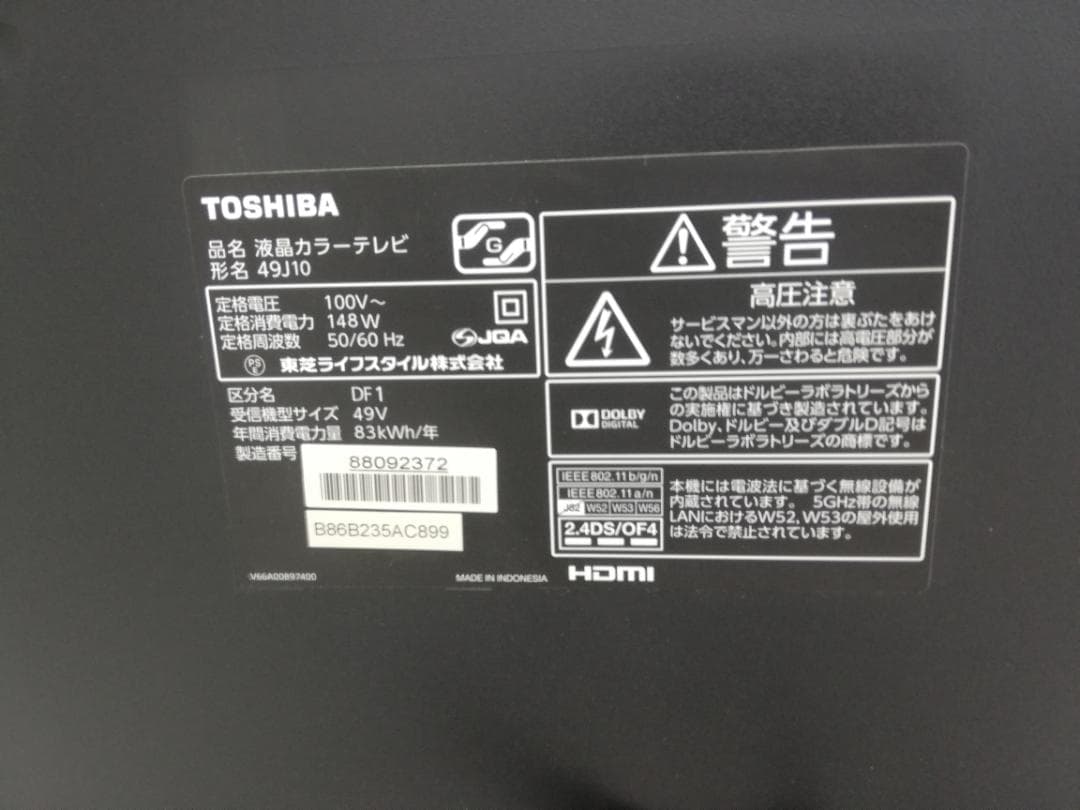 TOSHIBA
品名 液晶カラーテレビ
形名 49J10
G
定格電圧 100V～
定格消費電力 148W
定格周波数 50/60 Hz
JQA
PS
E
東芝ライフスタイル株式会社
区分名 DF1
受信機型サイズ 49V
年間消費電力量 83kWh/年
製造番号
88092372
B86B235AC899
V66A00B97400
MADE IN INDONESIA
警告
高圧注意
サービスマン以外の方は裏ぶたをあけ
ないでください。内部には高電圧部分が
数多くあり、万一さわると危険です。
DOLBY
DIGITAL
この製品はドルビーラボラトリーズから
の実施権に基づき製造されています。
Dolby、ドルビー及びダブルD記号は
ドルビーラボラトリーズの商標です。
IEEE802.11b/g/n
IEEE802.11a/n
J52 W52 W53 W56
2.4DS/OF4
本機には電波法に基づく無線設備が
内蔵されています。 5GHz帯の無線
LANにおけるW52、W53の屋外使用
は法令で禁止されています。
HDMI